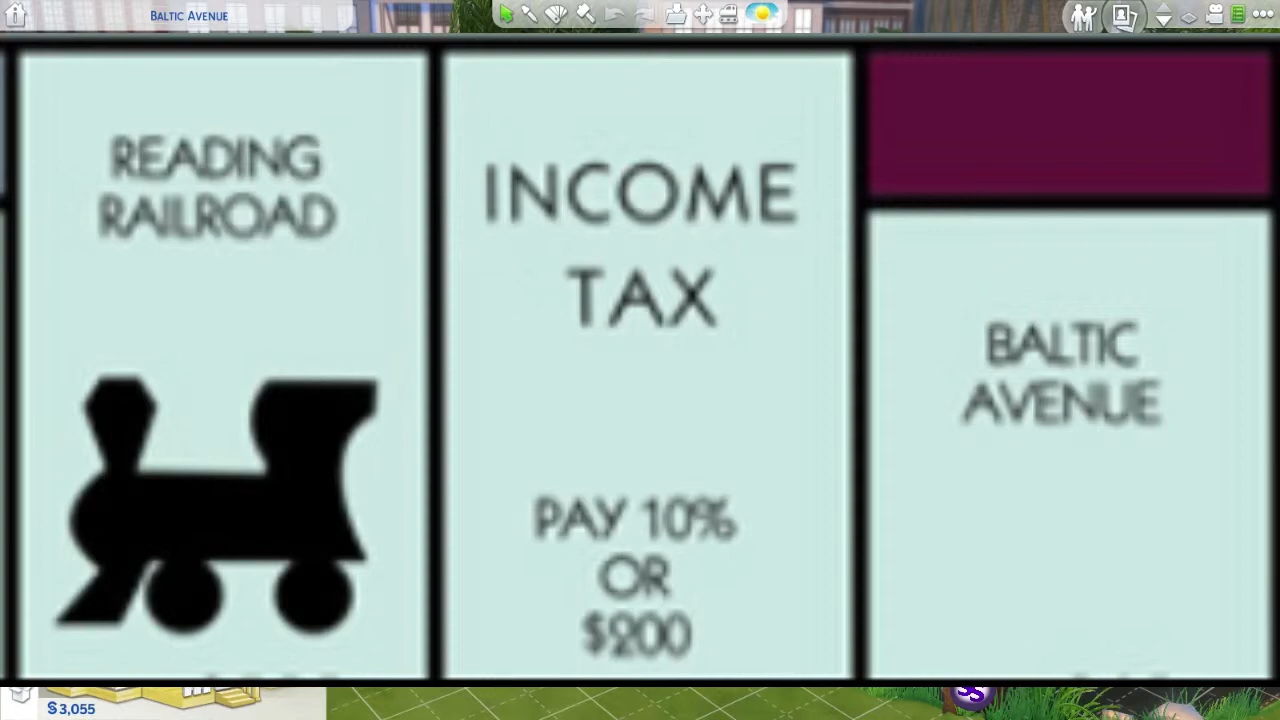 BALTIC AVENUE
READING
RAILROAD
INCOME
TAX
PAY 10%
OR
$200
BALTIC
AVENUE
§3,055